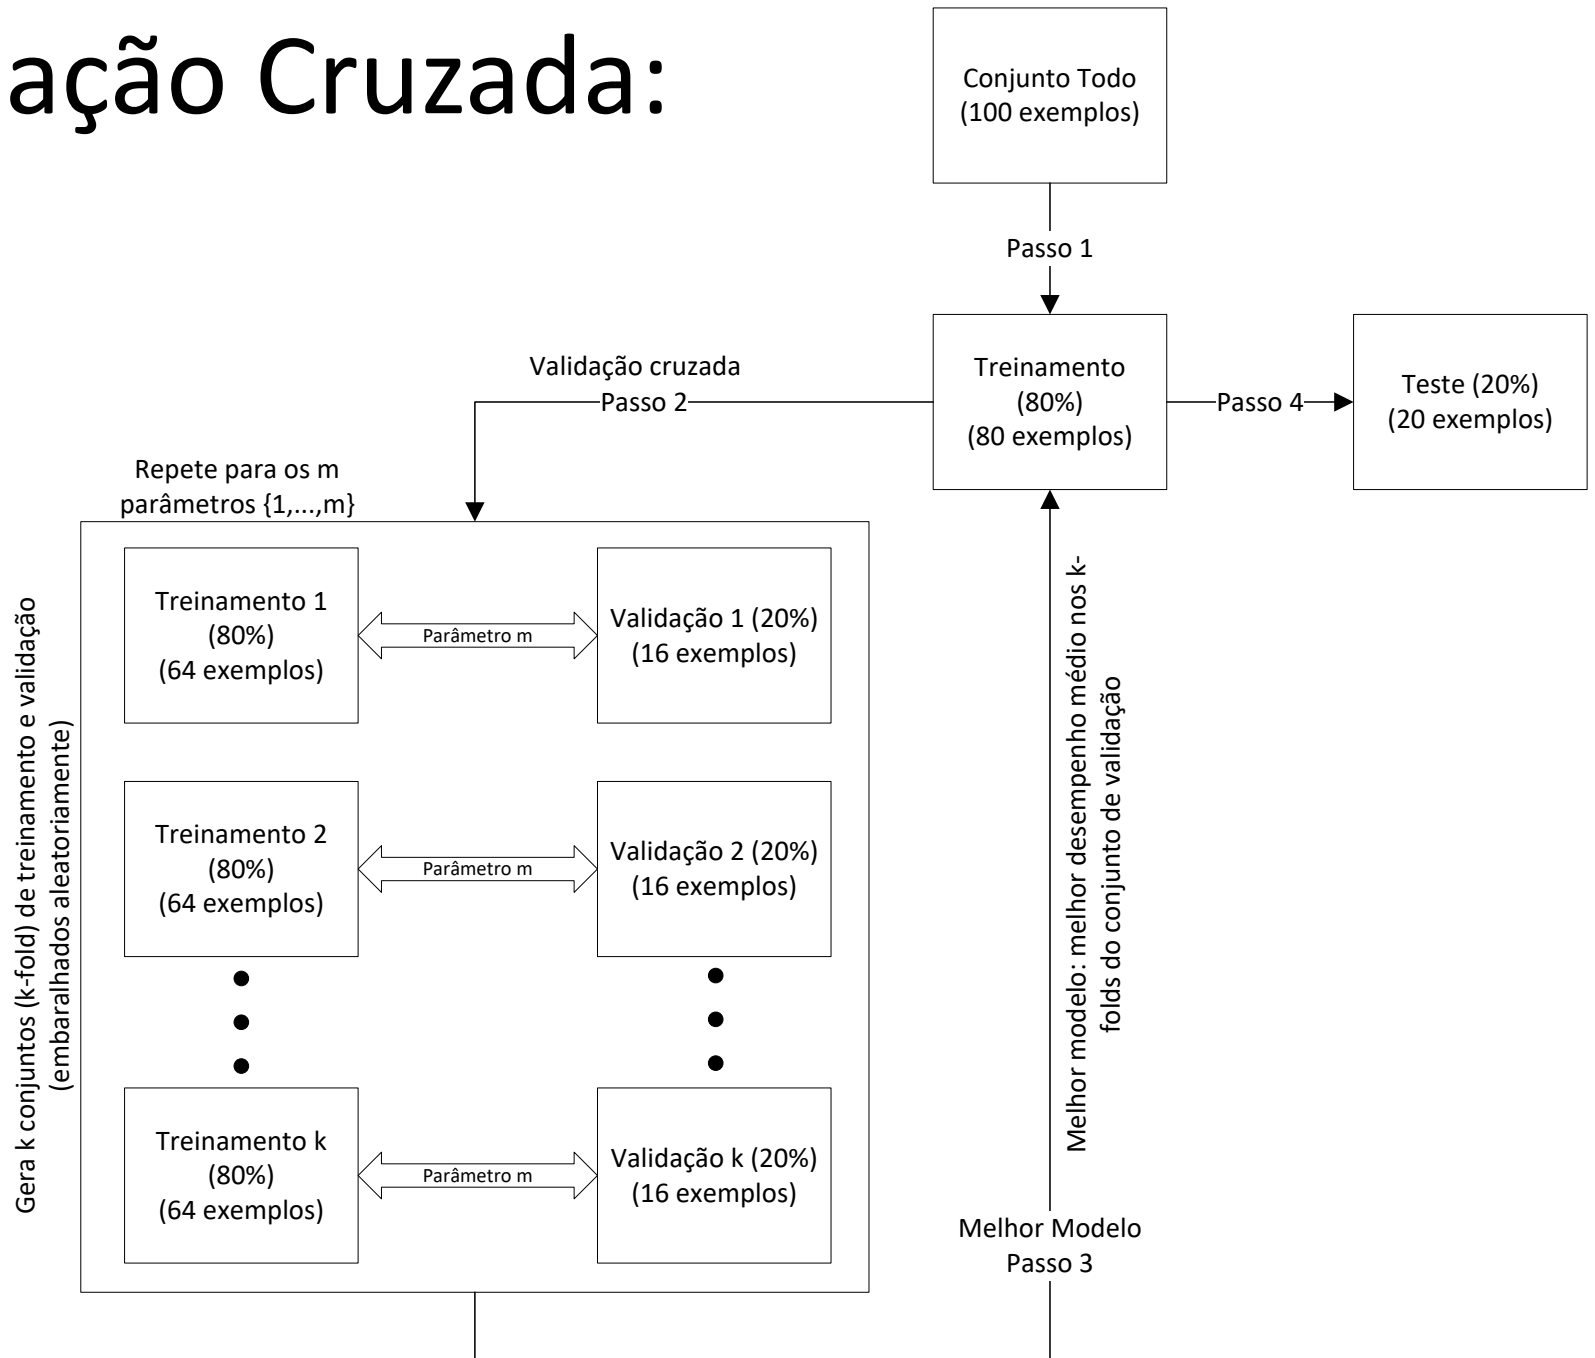 ação Cruzada:
Conjunto Todo
(100 exemplos)
Passo 1
Treinamento
(80%)
(80 exemplos)
Passo 4
Teste (20%)
(20 exemplos)
Validação cruzada
Passo 2
Repete para os m
parâmetros {1,...,m}
Gera k conjuntos (k-fold) de treinamento e validação
(embaralhados aleatoriamente)
Treinamento 1
(80%)
(64 exemplos)
Parâmetro m
Validação 1 (20%)
(16 exemplos)
Treinamento 2
(80%)
(64 exemplos)
Parâmetro m
Validação 2 (20%)
(16 exemplos)
Treinamento k
(80%)
(64 exemplos)
Parâmetro m
Validação k (20%)
(16 exemplos)
Melhor modelo: melhor desempenho médio nos k-
folds do conjunto de validação
Melhor Modelo
Passo 3